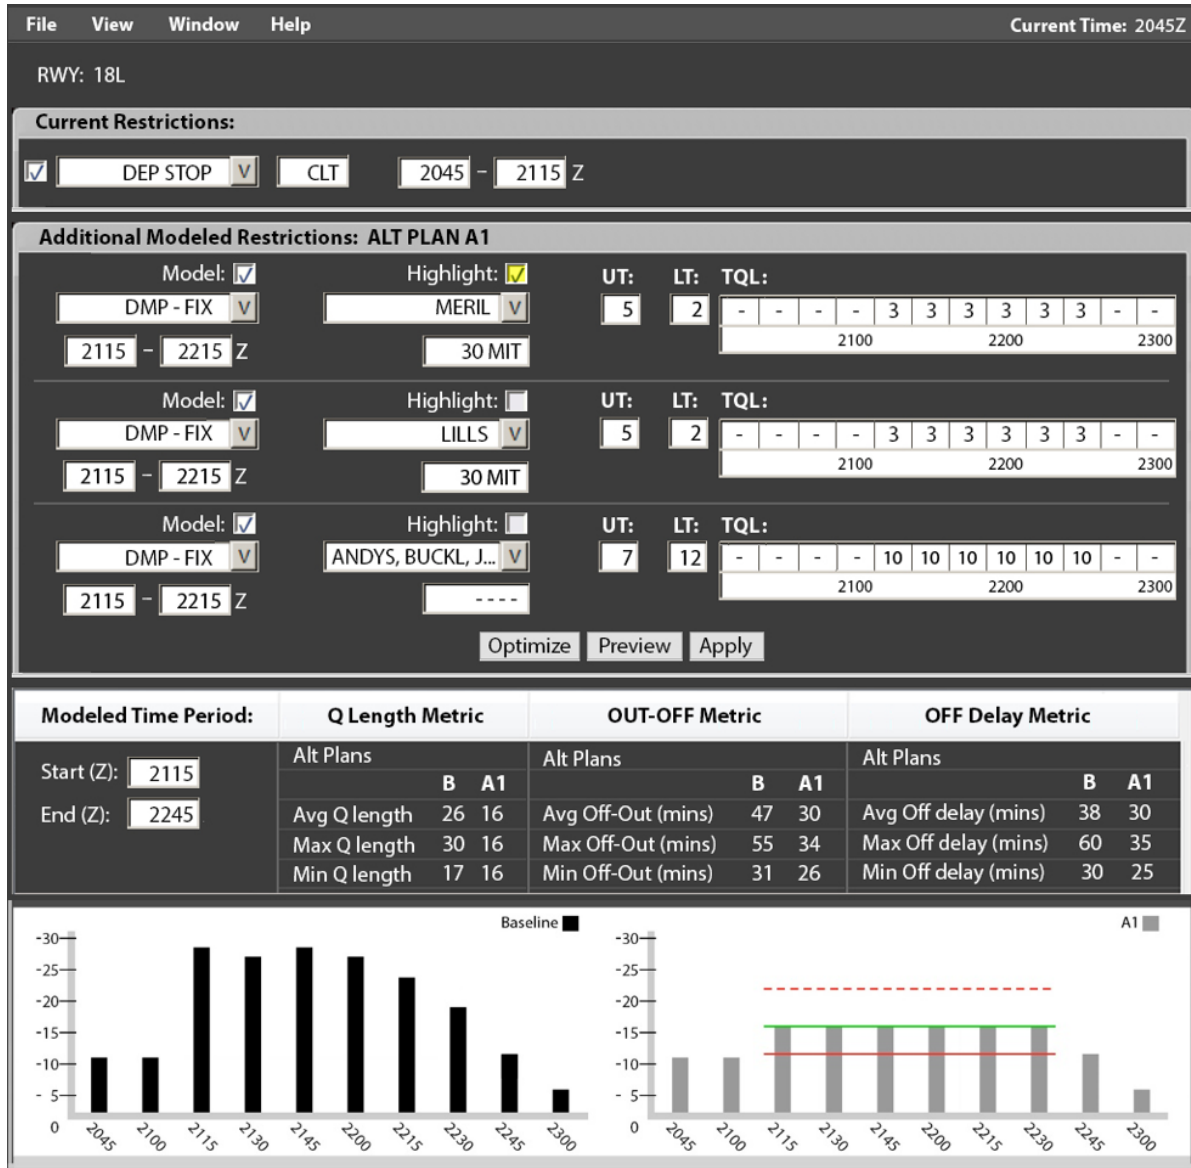 File View Window Help Current Time: 2045Z
RWY: 18L
Current Restrictions:
DEP STOP V CLT 2045 - 2115 Z
Additional Modeled Restrictions: ALT PLAN A1
Model: Highlight: UT: LT: TQL:
DMP - FIX V MERIL V 5 2 - - - - 3 3 3 3 3 3 - -
2100 2200 2300
2115 - 2215 Z 30 MIT
Model: Highlight: UT: LT: TQL:
DMP - FIX V LILLS V 5 2 - - - - 3 3 3 3 3 3 - -
2100 2200 2300
2115 - 2215 Z 30 MIT
Model: Highlight: UT: LT: TQL:
DMP - FIX V ANDYS, BUCKL, J... V 7 12 - - - - 10 10 10 10 10 10 - -
2100 2200 2300
2115 - 2215 Z - - - -
Optimize Preview Apply
Modeled Time Period: Q Length Metric OUT-OFF Metric OFF Delay Metric
Start (Z): 2115 Alt Plans Alt Plans Alt Plans
B A1 B A1 B A1
End (Z): 2245 Avg Q length 26 16 Avg Off-Out (mins) 47 30 Avg Off delay (mins) 38 30
Max Q length 30 16 Max Off-Out (mins) 55 34 Max Off delay (mins) 60 35
Min Q length 17 16 Min Off-Out (mins) 31 26 Min Off delay (mins) 30 25
Baseline A1
-30 -30
-25 -25
-20 -20
-15 -15
-10 -10
- 5 - 5
0 2045 2100 2115 2130 2145 2200 2215 2230 2245 2300 0 2045 2100 2115 2130 2145 2200 2215 2230 2245 2300